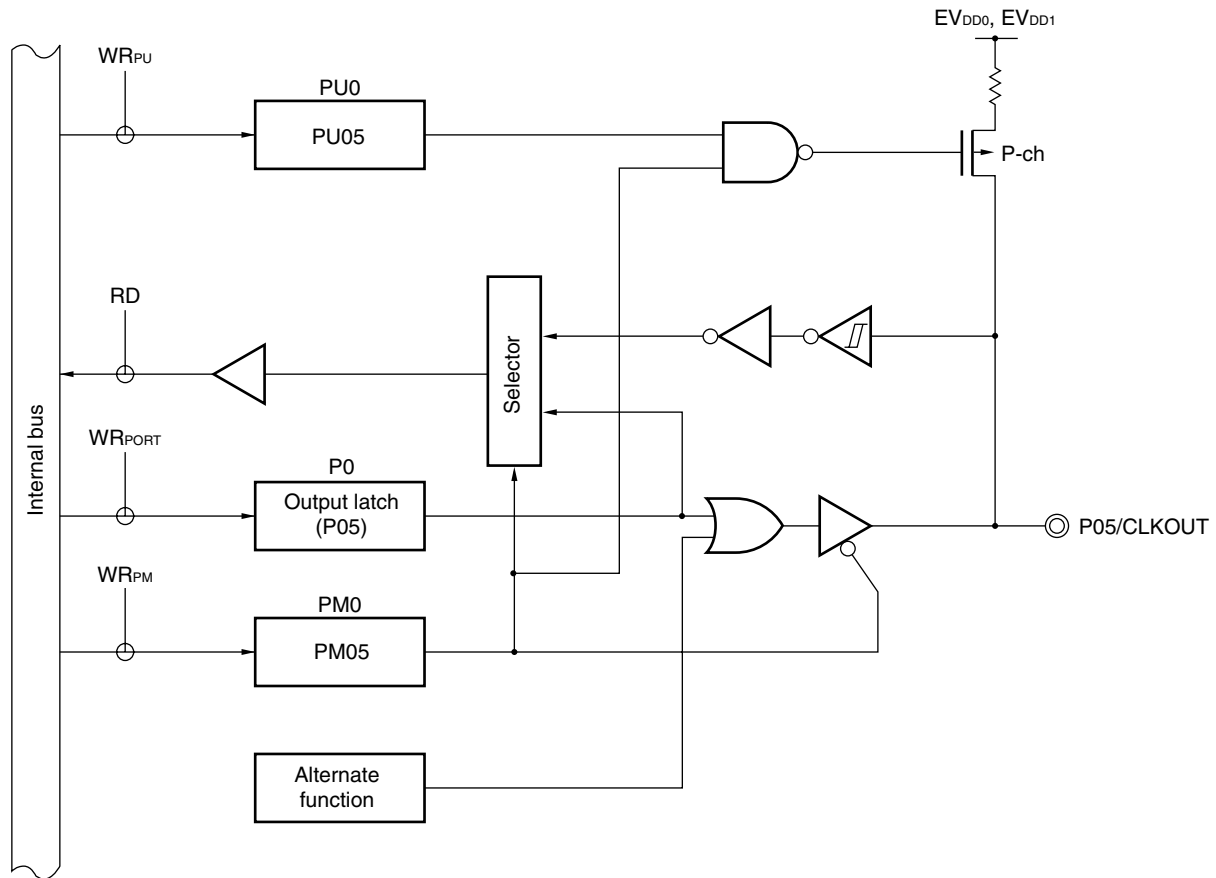 EVDD0, EVDD1
WRPU
PU0
PU05
P-ch
RD
Selector
Internal bus
WRPORT
P0
Output latch
(P05)
P05/CLKOUT
WRPM
PM0
PM05
Alternate
function